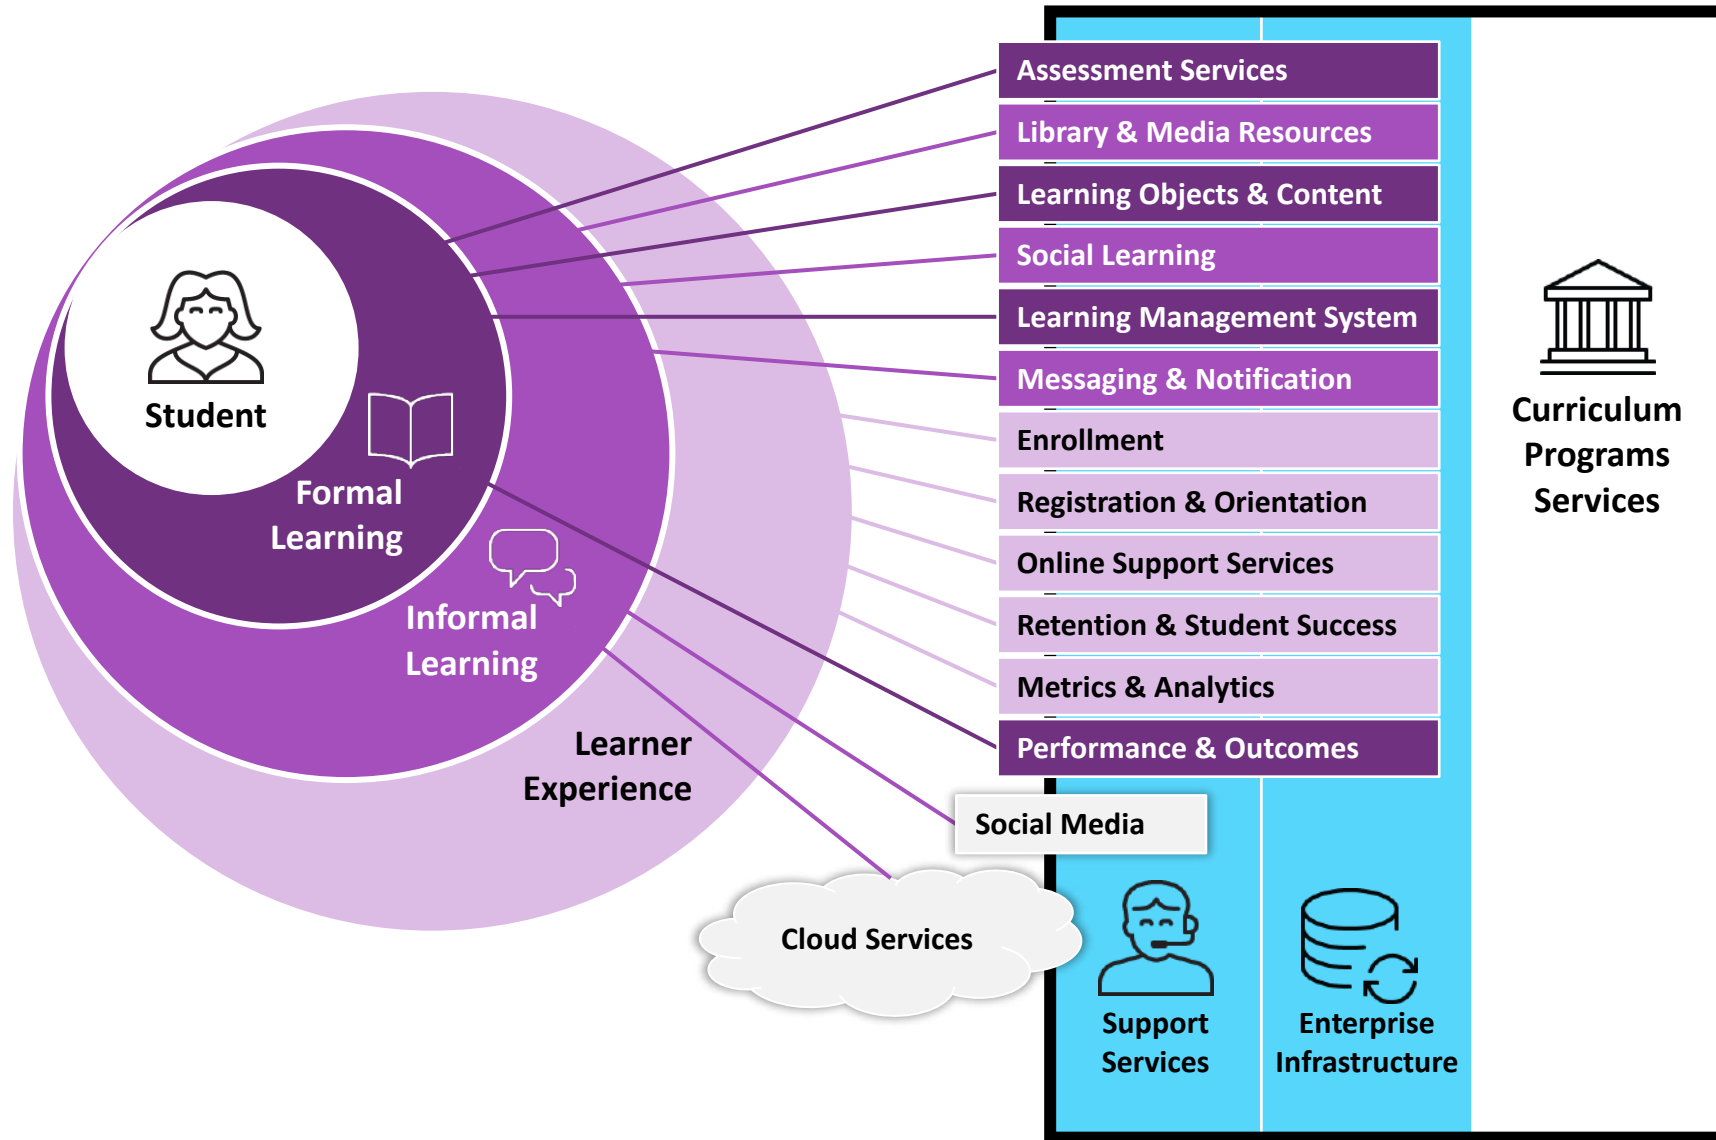 Student
Formal
Learning
Informal
Learning
Learner
Experience
Assessment Services
Library & Media Resources
Learning Objects & Content
Social Learning
Learning Management System
Messaging & Notification
Enrollment
Registration & Orientation
Online Support Services
Retention & Student Success
Metrics & Analytics
Performance & Outcomes
Social Media
Cloud Services
Support
Services
Enterprise
Infrastructure
Curriculum
Programs
Services